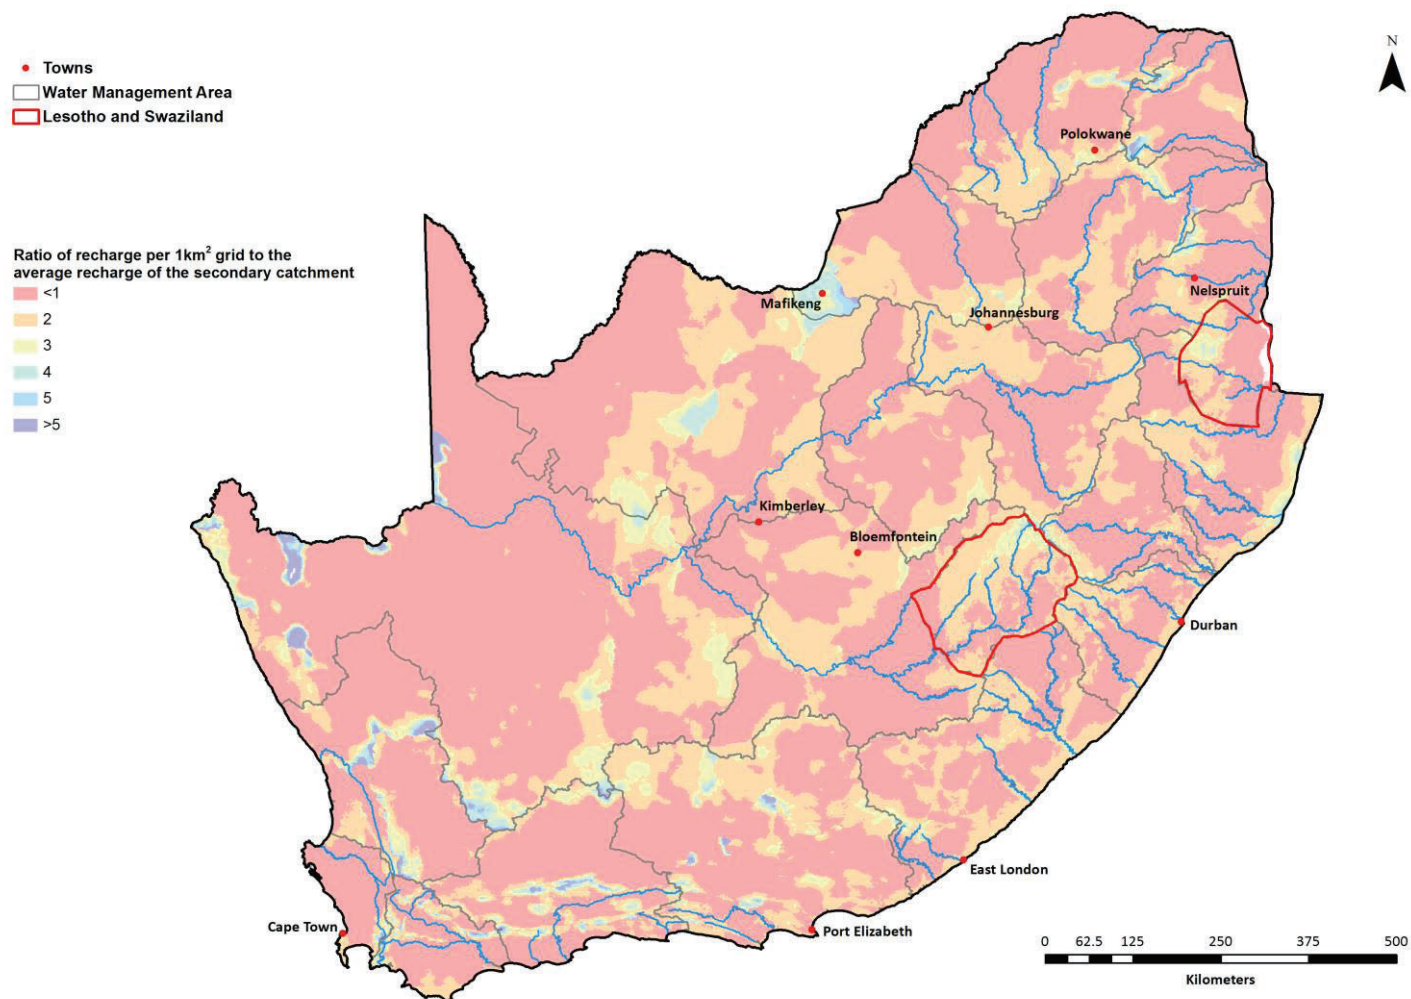 Towns
Water Management Area
Lesotho and Swaziland
Ratio of recharge per 1km² grid to the
average recharge of the secondary catchment
<1
2
3
4
5
>5
N
Polokwane
Mafikeng
Nelspruit
Johannesburg
Kimberley
Bloemfontein
Durban
East London
Cape Town
Port Elizabeth
0 62.5 125 250 375 500
Kilometers